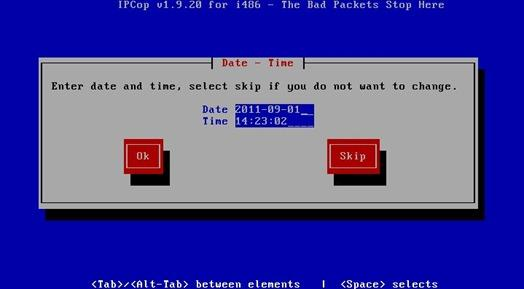 IPCop v1.9.20 for i486 - The Bad Packets Stop Here
Date - Time
Enter date and time, select skip if you do not want to change.
Date 2011-09-01__
Time 14:23:02____
Ok Skip
<Tab>/<Alt-Tab> between elements | <Space> selects